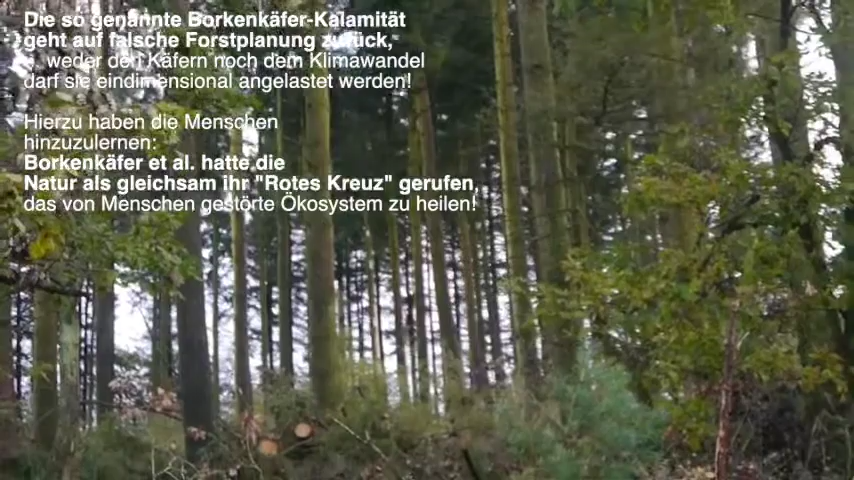 Die so genannte Borkenkäfer-Kalamität
geht auf falsche Forstplanung zurück,
weder den Käfern noch dem Klimawandel
darf sie eindimensional angelastet werden!
Hierzu haben die Menschen
hinzuzulernen:
Borkenkäfer et al. hatte die
Natur als gleichsam ihr "Rotes Kreuz" gerufen,
das von Menschen gestörte Ökosystem zu heilen!